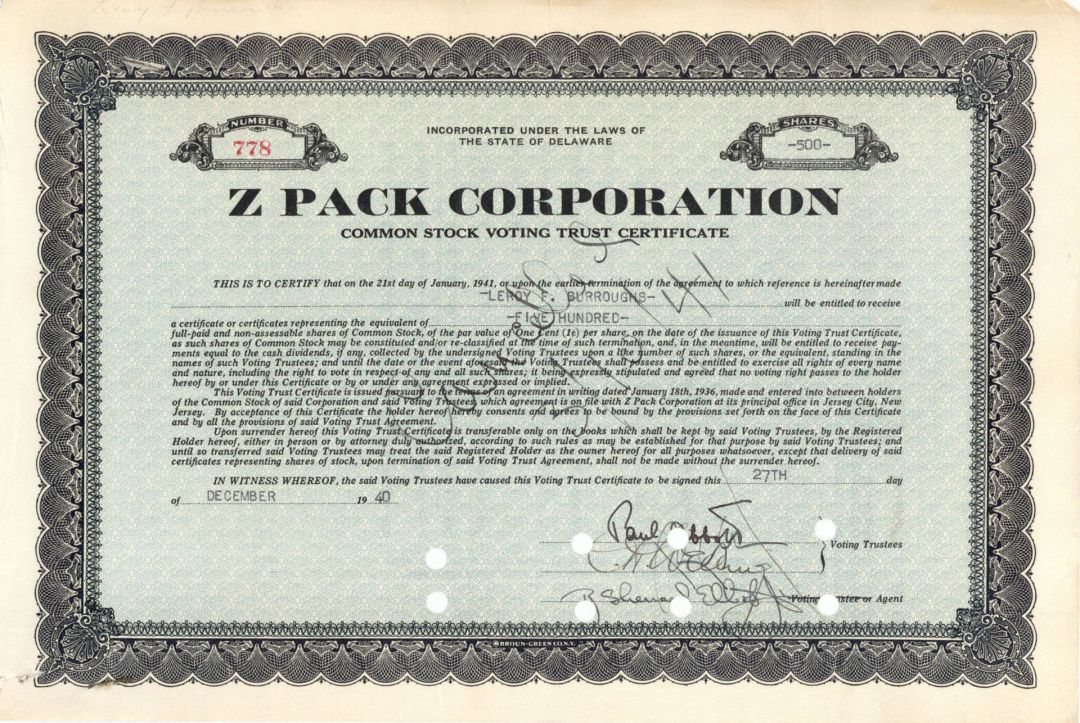 NUMBER
778
INCORPORATED UNDER THE LAWS OF
THE STATE OF DELAWARE
SHARES
-500-
Z PACK CORPORATION
COMMON STOCK VOTING TRUST CERTIFICATE
THIS IS TO CERTIFY that on the 21st day of January, 1941, or upon the earlier termination of the agreement to which reference is hereinafter made
-LEROY F. BURROUGHS- will be entitled to receive
a certificate or certificates representing the equivalent of -FIVE HUNDRED-
full-paid and non-assessable shares of Common Stock, of the par value of One Cent (1¢) per share, on the date of the issuance of this Voting Trust Certificate,
as such shares of Common Stock may be constituted and/or re-classified at the time of such termination, and, in the meantime, will be entitled to receive pay-
ments equal to the cash dividends, if any, collected by the undersigned Voting Trustees upon a like number of such shares, or the equivalent, standing in the
names of such Voting Trustees; and until the date or the event aforesaid the Voting Trustees shall possess and be entitled to exercise all rights of every name
and nature, including the right to vote in respect of any and all such shares; it being expressly stipulated and agreed that no voting right passes to the holder
hereof by or under this Certificate or by or under any agreement expressed or implied.
This Voting Trust Certificate is issued pursuant to the terms of an agreement in writing dated January 18th, 1936, made and entered into between holders
of the Common Stock of said Corporation and said Voting Trustees, which agreement is on file with Z Pack Corporation at its principal office in Jersey City, New
Jersey. By acceptance of this Certificate the holder hereof hereby consents and agrees to be bound by the provisions set forth on the face of this Certificate
and by all the provisions of said Voting Trust Agreement.
Upon surrender hereof this Voting Trust Certificate is transferable only on the books which shall be kept by said Voting Trustees, by the Registered
Holder hereof, either in person or by attorney duly authorized, according to such rules as may be established for that purpose by said Voting Trustees; and
until so transferred said Voting Trustees may treat the said Registered Holder as the owner hereof for all purposes whatsoever, except that delivery of said
certificates representing shares of stock, upon termination of said Voting Trust Agreement, shall not be made without the surrender hereof.
IN WITNESS WHEREOF, the said Voting Trustees have caused this Voting Trust Certificate to be signed this 27TH day
of DECEMBER 19 40
Paul Abbott
Voting Trustees
R. Sherrard Elliot Jr
Voting Trustee or Agent
© BROUN-GREEN CO. N.Y.